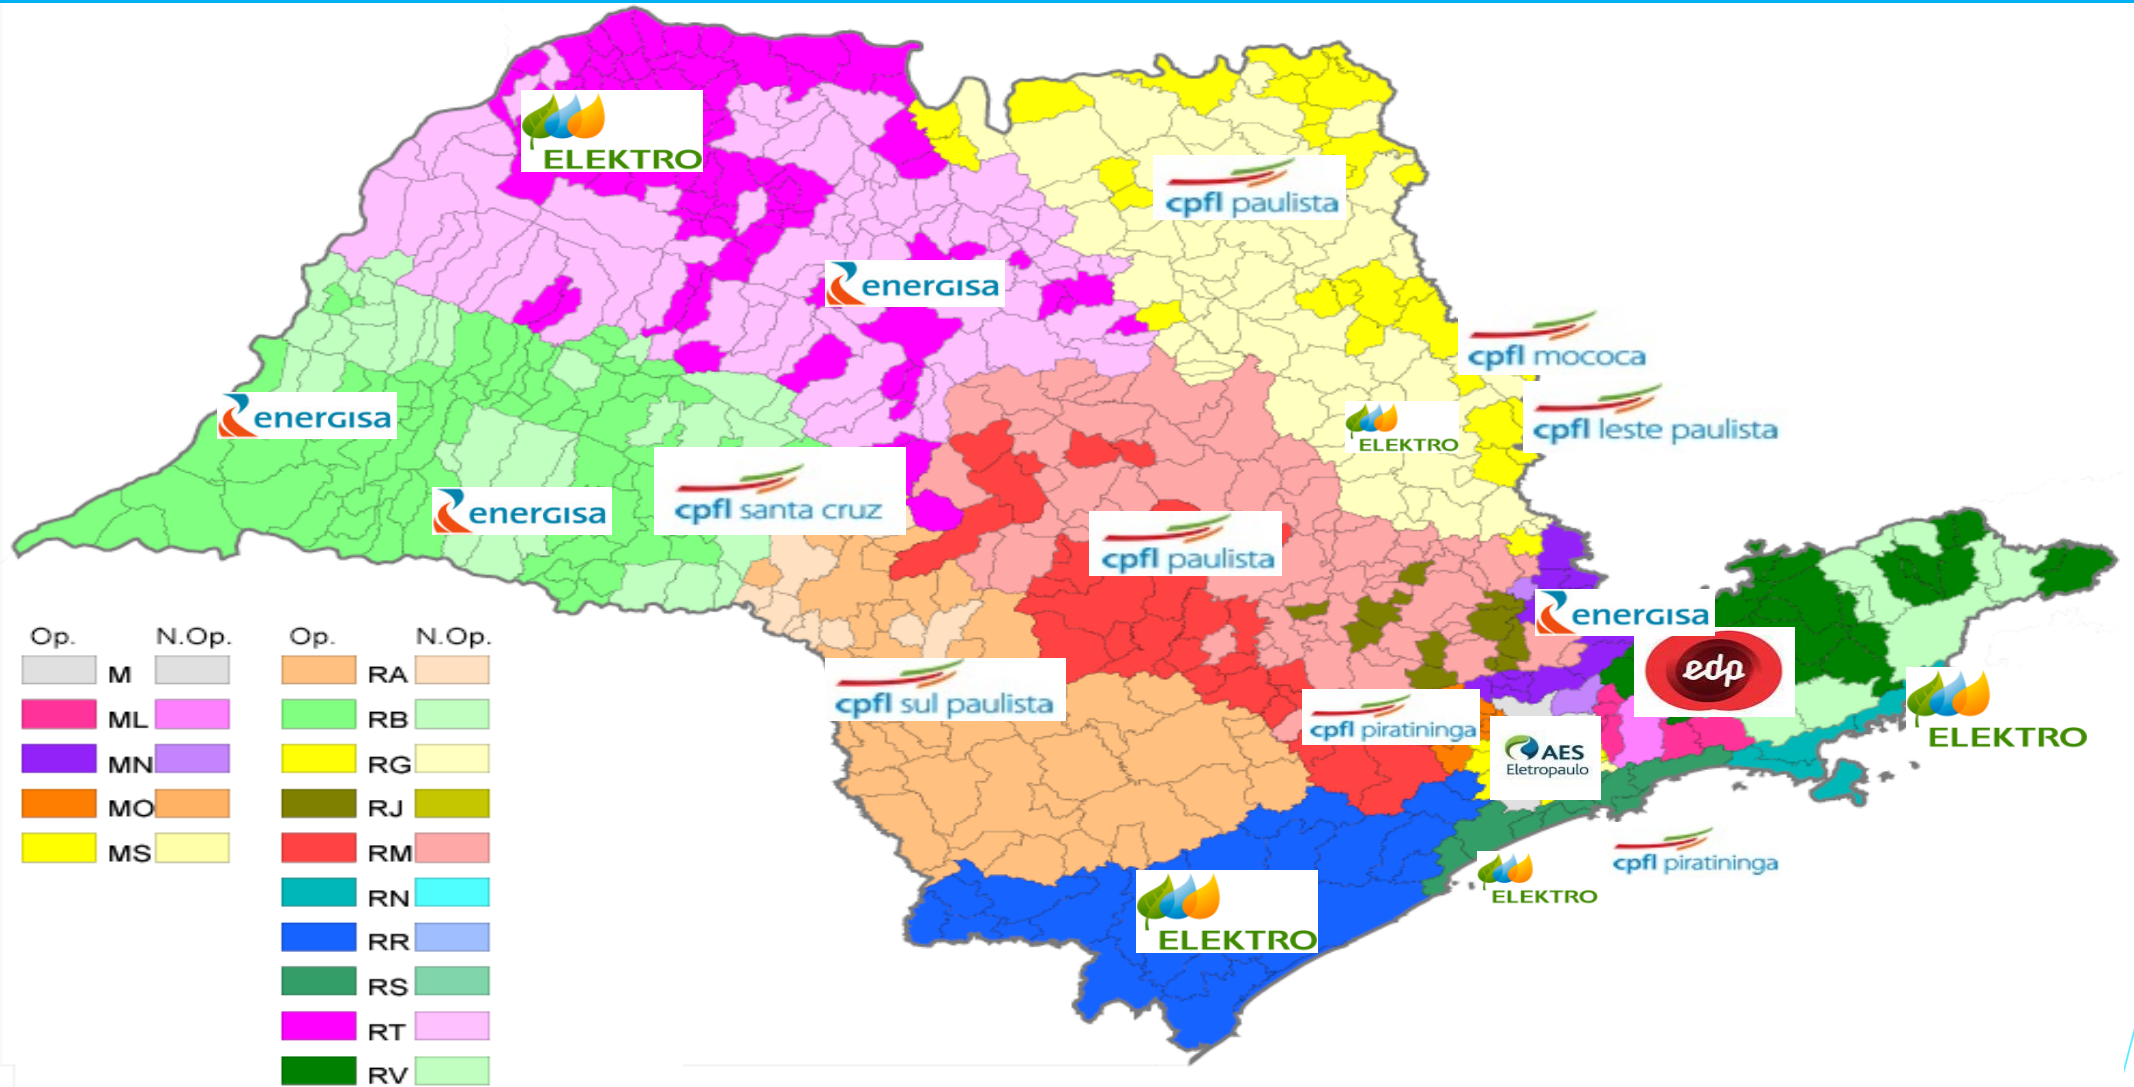 ELEKTRO
cpfl paulista
energisa
cpfl mococa
energisa
cpfl leste paulista
ELEKTRO
energisa
cpfl santa cruz
cpfl paulista
energisa
edp
cpfl sul paulista
cpfl piratininga
ELEKTRO
AES
Eletropaulo
cpfl piratininga
ELEKTRO
ELEKTRO
Op. N.Op. Op. N.Op.
M RA
ML RB
MN RG
MO RJ
MS RM
RN
RR
RS
RT
RV